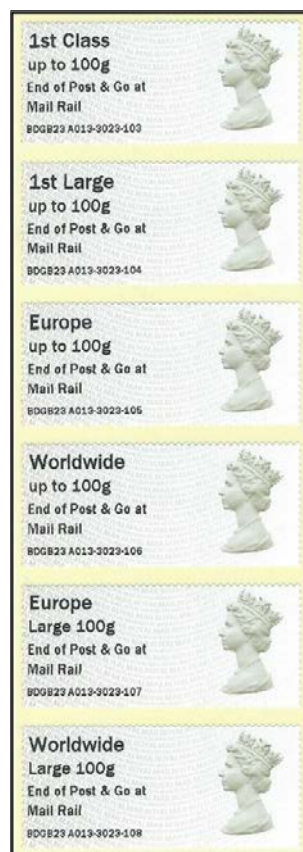 1st Class
up to 100g
End of Post & Go at
Mail Rail
BDGB23 A013-3023-103
1st Large
up to 100g
End of Post & Go at
Mail Rail
BDGB23 A013-3023-104
Europe
up to 100g
End of Post & Go at
Mail Rail
BDGB23 A013-3023-105
Worldwide
up to 100g
End of Post & Go at
Mail Rail
BDGB23 A013-3023-106
Europe
Large 100g
End of Post & Go at
Mail Rail
BDGB23 A013-3023-107
Worldwide
Large 100g
End of Post & Go at
Mail Rail
BDGB23 A013-3023-108